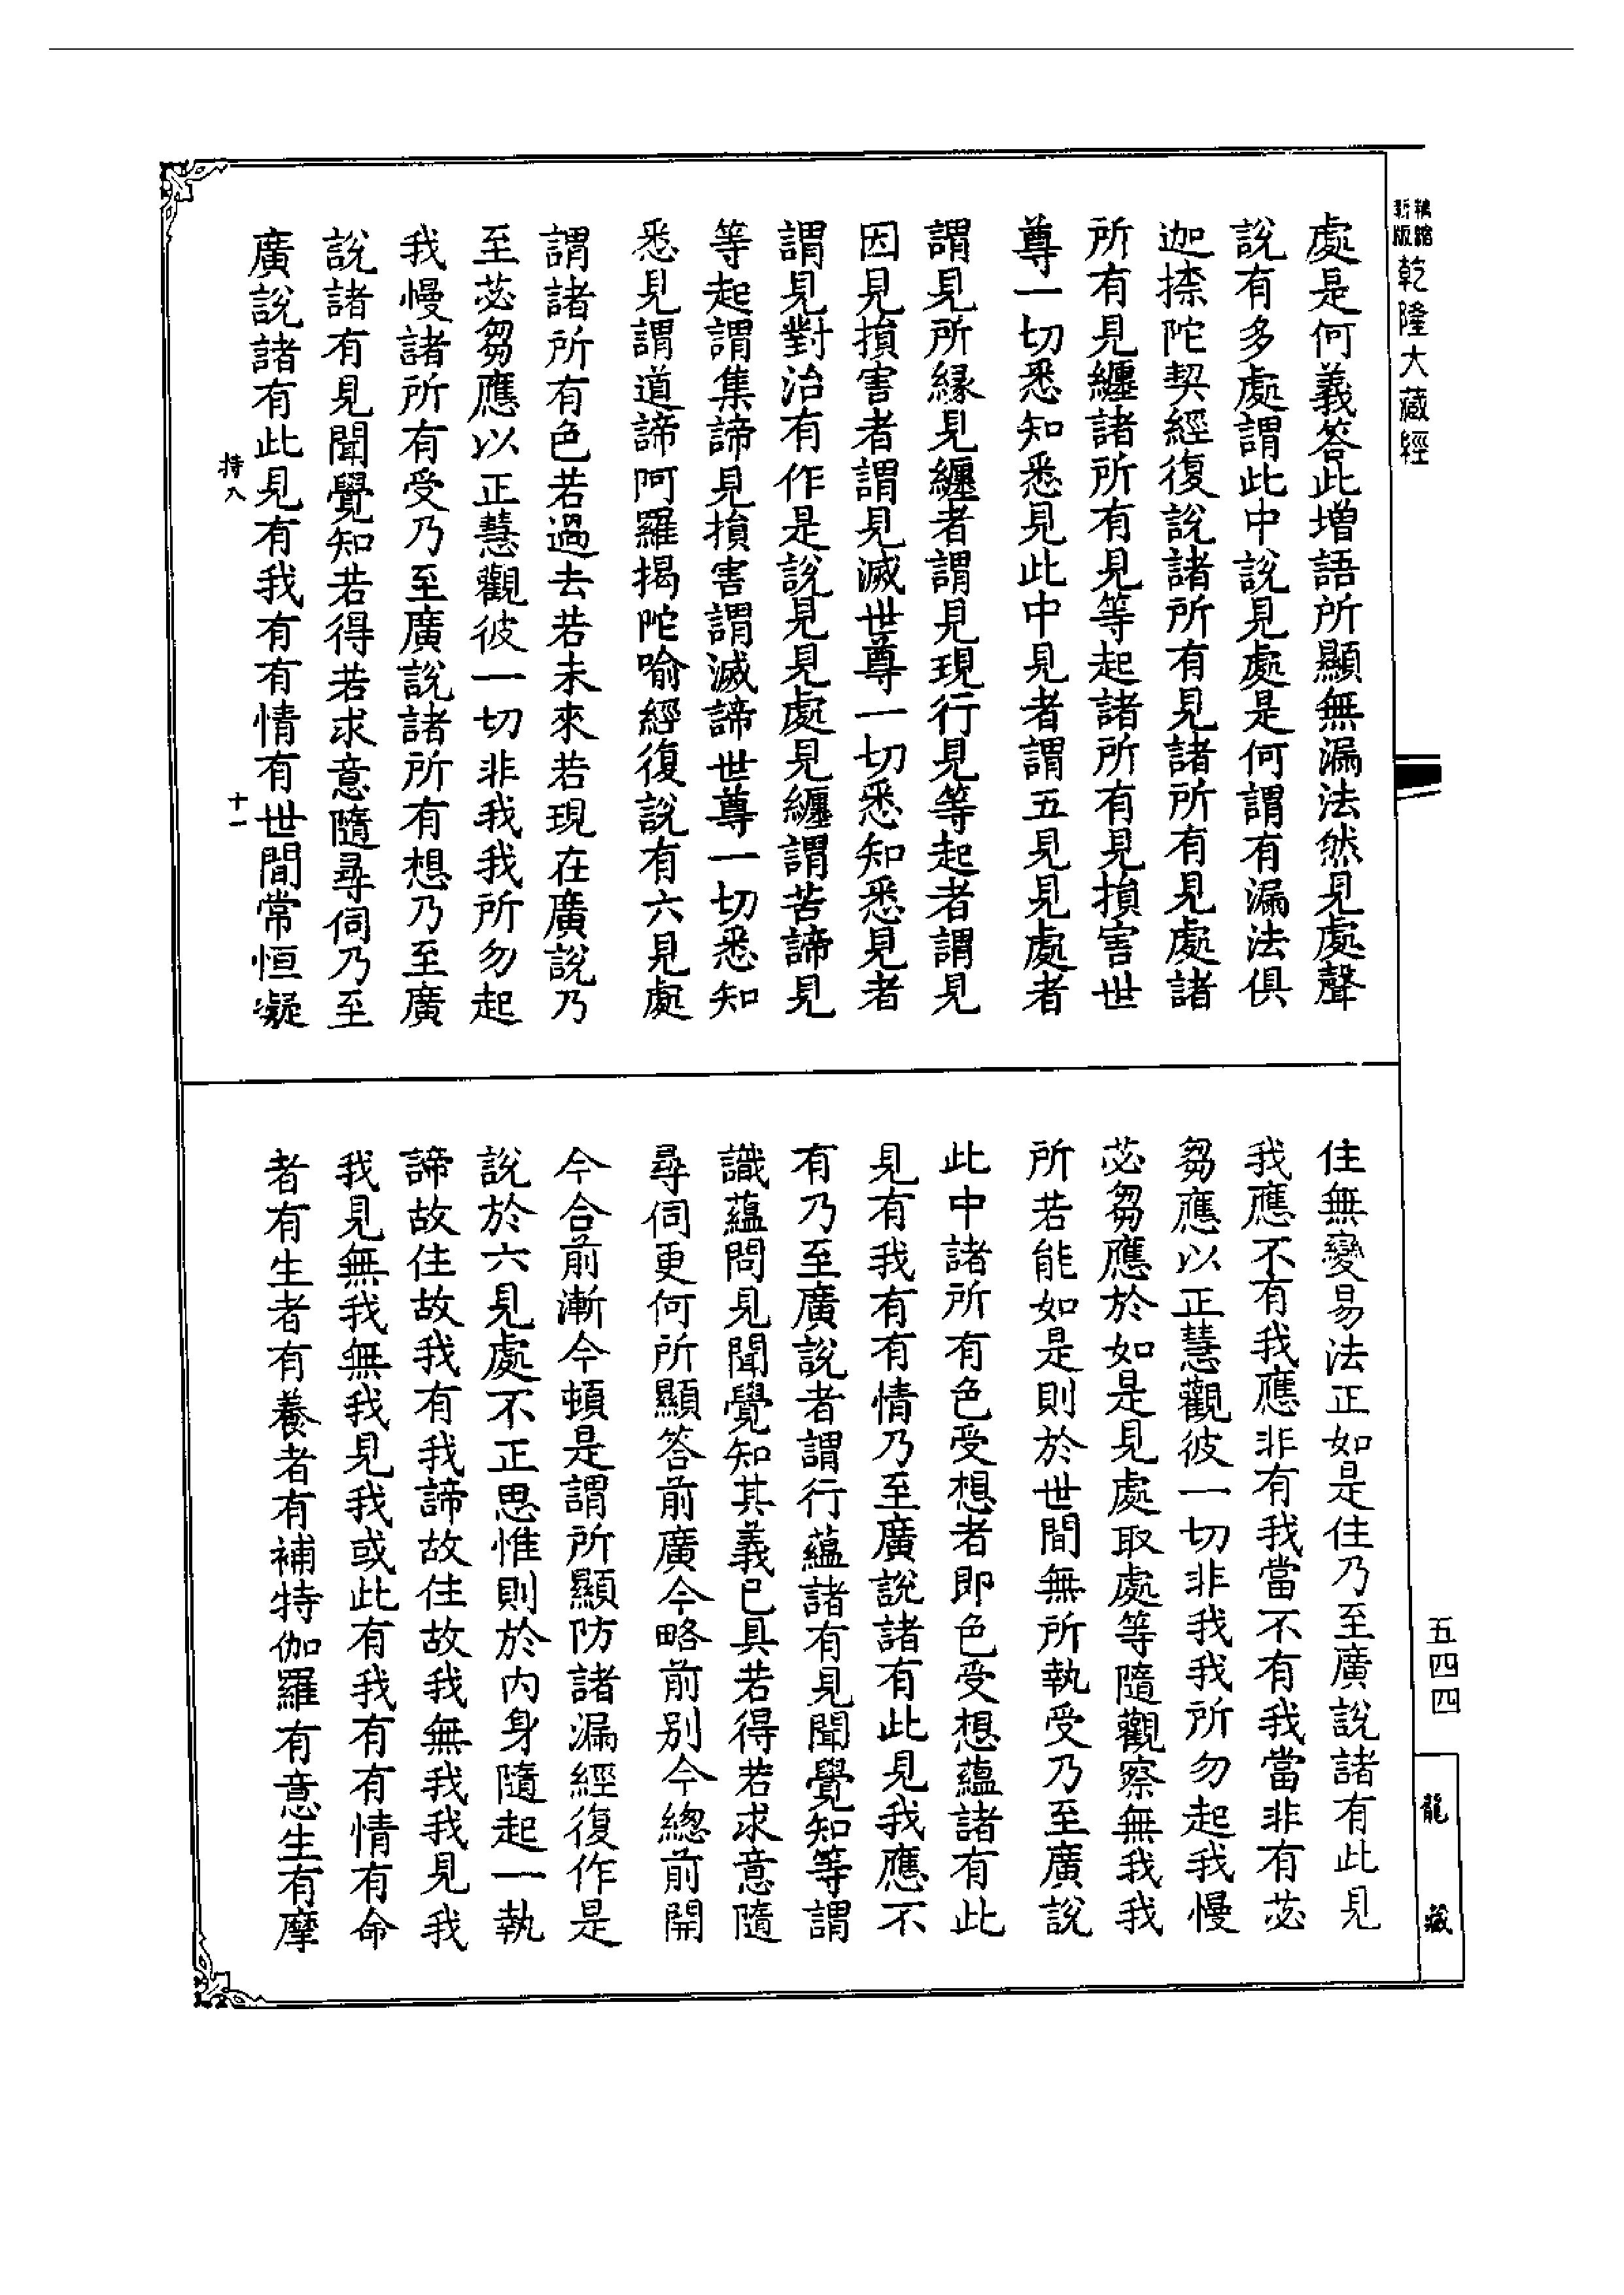 新版
精縮
乾隆大藏經
處是何義答此增語所顯無漏法然見處聲
說有多處謂此中說見處是何謂有漏法俱
迦捺陀契經復說諸所有見諸所有見處諸
所有見纏諸所有見等起諸所有見損害世
尊一切悉知悉見此中見者謂五見見處者
謂見所緣見纏者謂見現行見等起者謂見
因見損害者謂見滅世尊一切悉知悉見者
謂見對治有作是說見見處見纏謂苦諦見
等起謂集諦見損害謂滅諦世尊一切悉知
悉見謂道諦阿羅揭陀喻經復說有六見處
謂諸所有色若過去若未來若現在廣說乃
至苾芻應以正慧觀彼一切非我我所勿起
我慢諸所有受乃至廣說諸所有想乃至廣
說諸有見聞覺知若得若求意隨尋伺乃至
廣說諸有此見有我有有情有世間常恒凝
持八
十一
住無變易法正如是住乃至廣說諸有此見
我應不有我應非有我當不有我當非有苾
芻應以正慧觀彼一切非我我所勿起我慢
苾芻應於如是見處取處等隨觀察無我我
所若能如是則於世間無所執受乃至廣說
此中諸所有色受想者即色受想蘊諸有此
見有我有有情乃至廣說諸有此見我應不
有乃至廣說者謂行蘊諸有見聞覺知等謂
識蘊問見聞覺知其義已具若得若求意隨
尋伺更何所顯答前廣今略前別今總前開
今合前漸今頓是謂所顯防諸漏經復作是
說於六見處不正思惟則於內身隨起一執
諦故住故我有我諦故住故我無我我見我
我見無我無我見我或此有我有有情有命
者有生者有養者有補特伽羅有意生有摩
五四四
龍藏